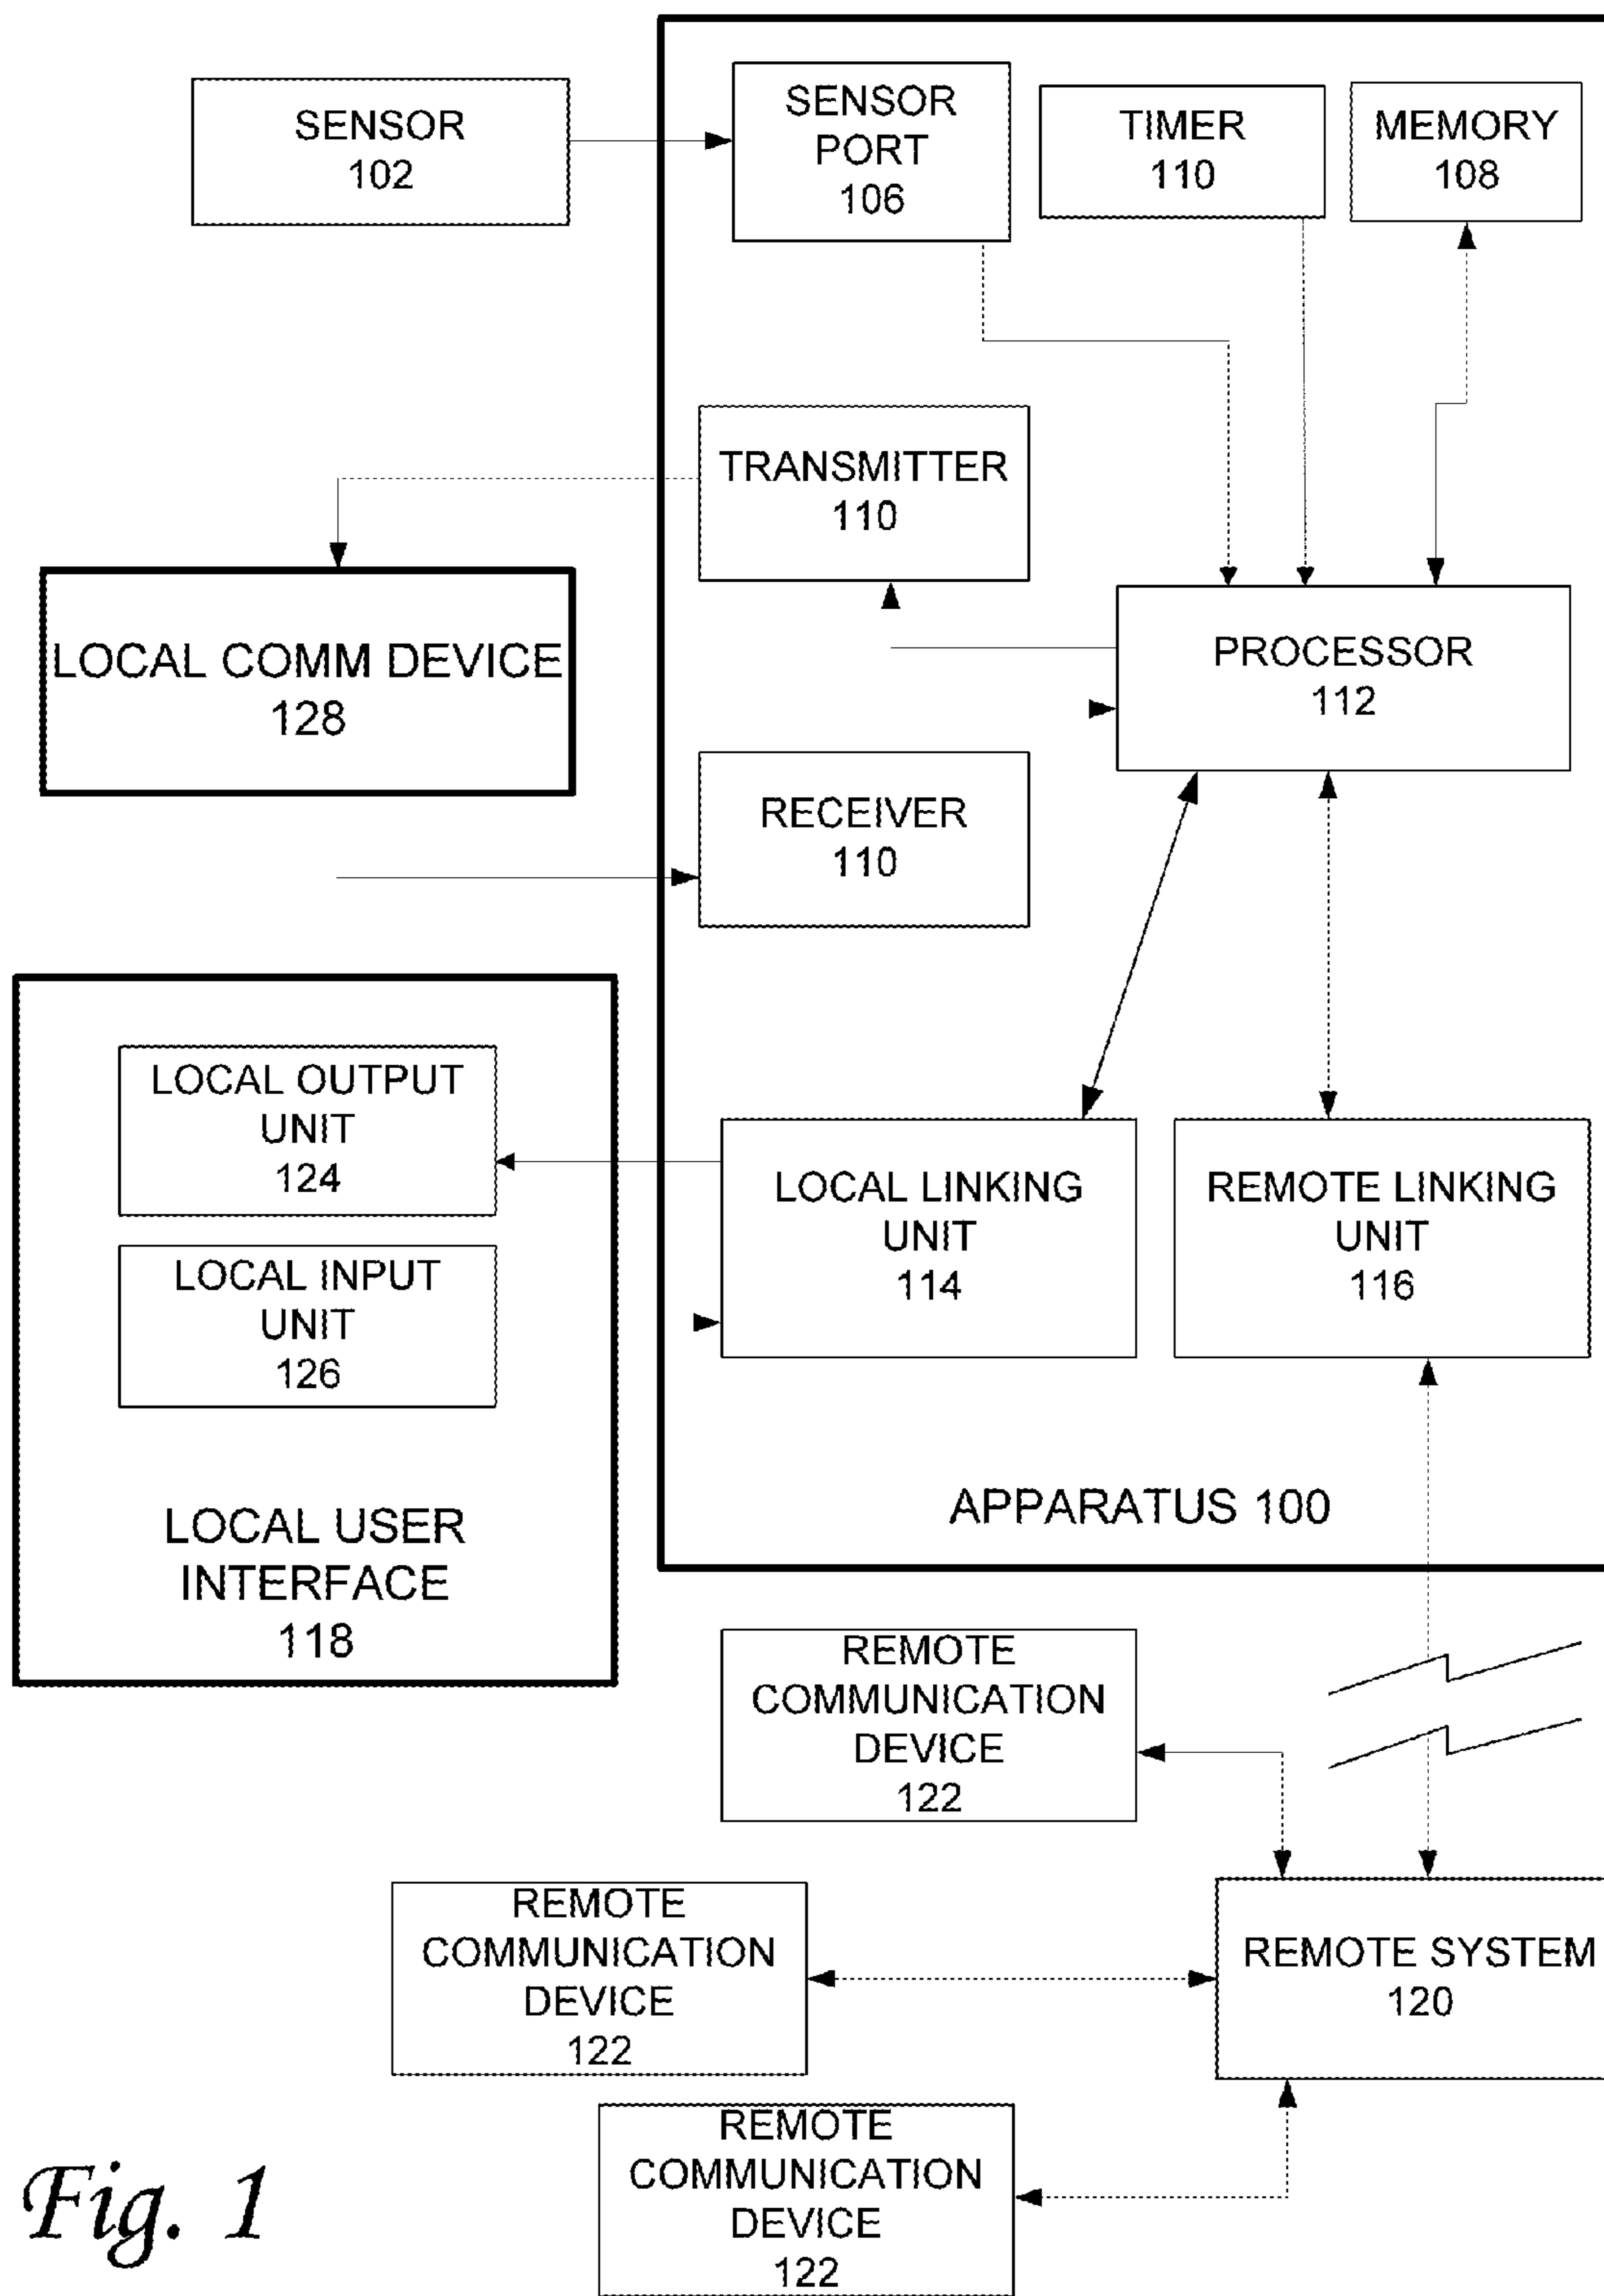 SENSOR
102
SENSOR
PORT
106
TIMER
110
MEMORY
108
TRANSMITTER
110
LOCAL COMM DEVICE
128
PROCESSOR
112
RECEIVER
110
LOCAL OUTPUT
UNIT
124
LOCAL INPUT
UNIT
126
LOCAL USER
INTERFACE
118
LOCAL LINKING
UNIT
114
REMOTE LINKING
UNIT
116
APPARATUS 100
REMOTE
COMMUNICATION
DEVICE
122
REMOTE
COMMUNICATION
DEVICE
122
REMOTE SYSTEM
120
REMOTE
COMMUNICATION
DEVICE
122
Fig. 1